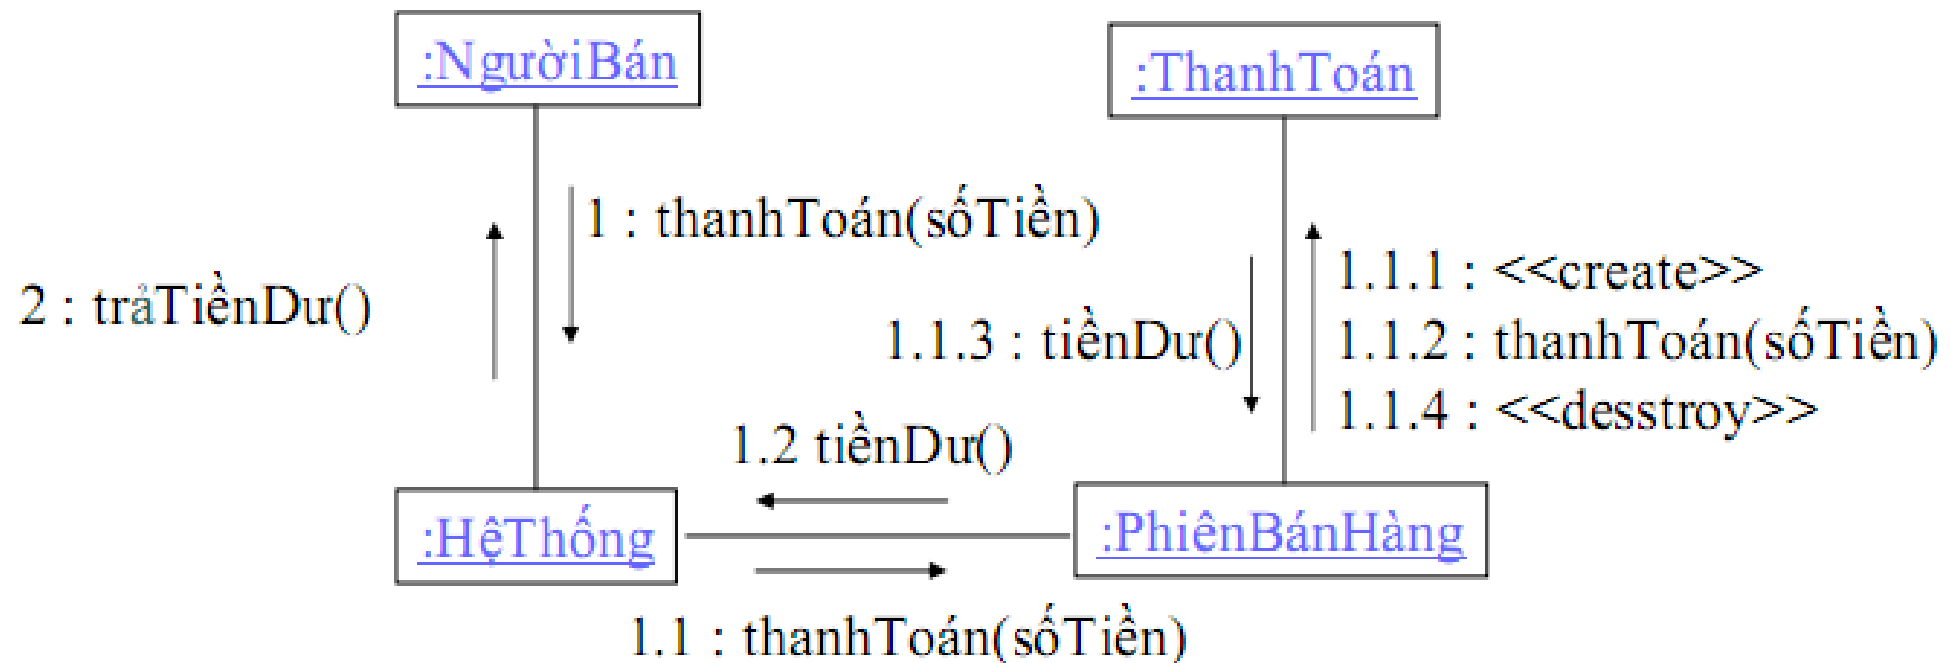 :NgườiBán
:ThanhToán
1 : thanhToán(sốTiền)
2 : trảTiềnDư()
1.1.1 : <<create>>
1.1.3 : tiềnDư()
1.1.2 : thanhToán(sốTiền)
1.1.4 : <<desstroy>>
1.2 tiềnDư()
:HệThống
:PhiênBánHàng
1.1 : thanhToán(sốTiền)